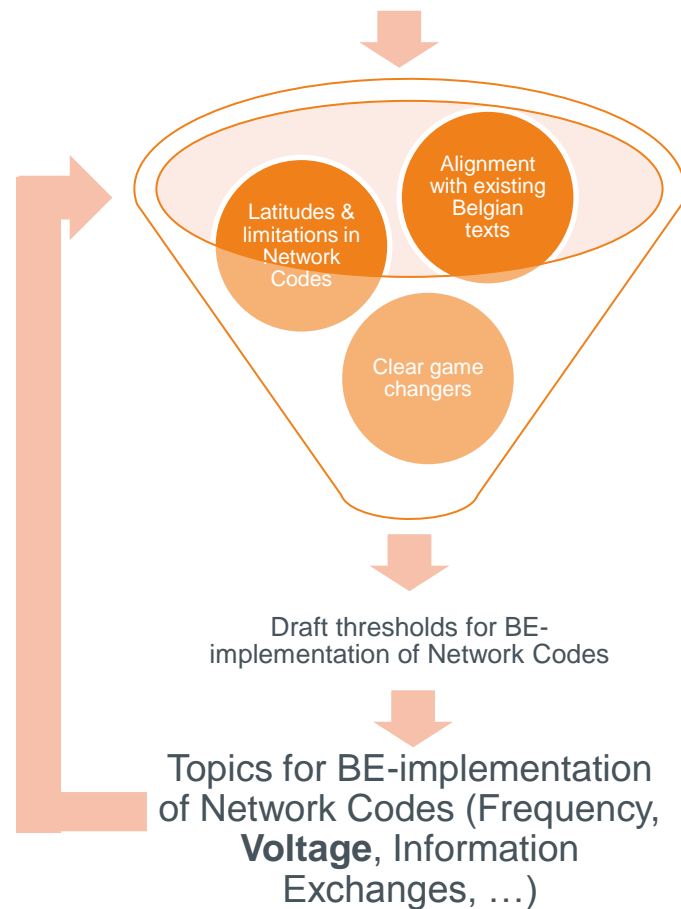 Alignment
with existing
Belgian
texts
Latitudes &
limitations in
Network
Codes
Clear game
changers
Draft thresholds for BE-
implementation of Network Codes
Topics for BE-implementation
of Network Codes (Frequency,
Voltage, Information
Exchanges, …)